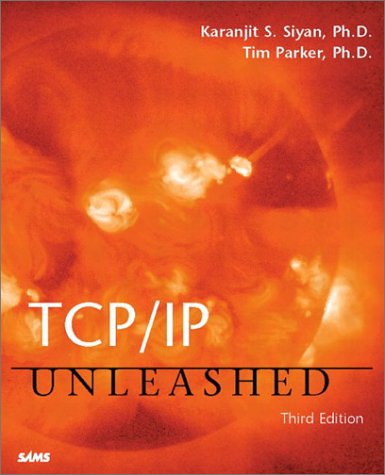 Karanjit S. Siyan, Ph.D.
Tim Parker, Ph.D.
TCP/IP
UNLEASHED
Third Edition
SAMS